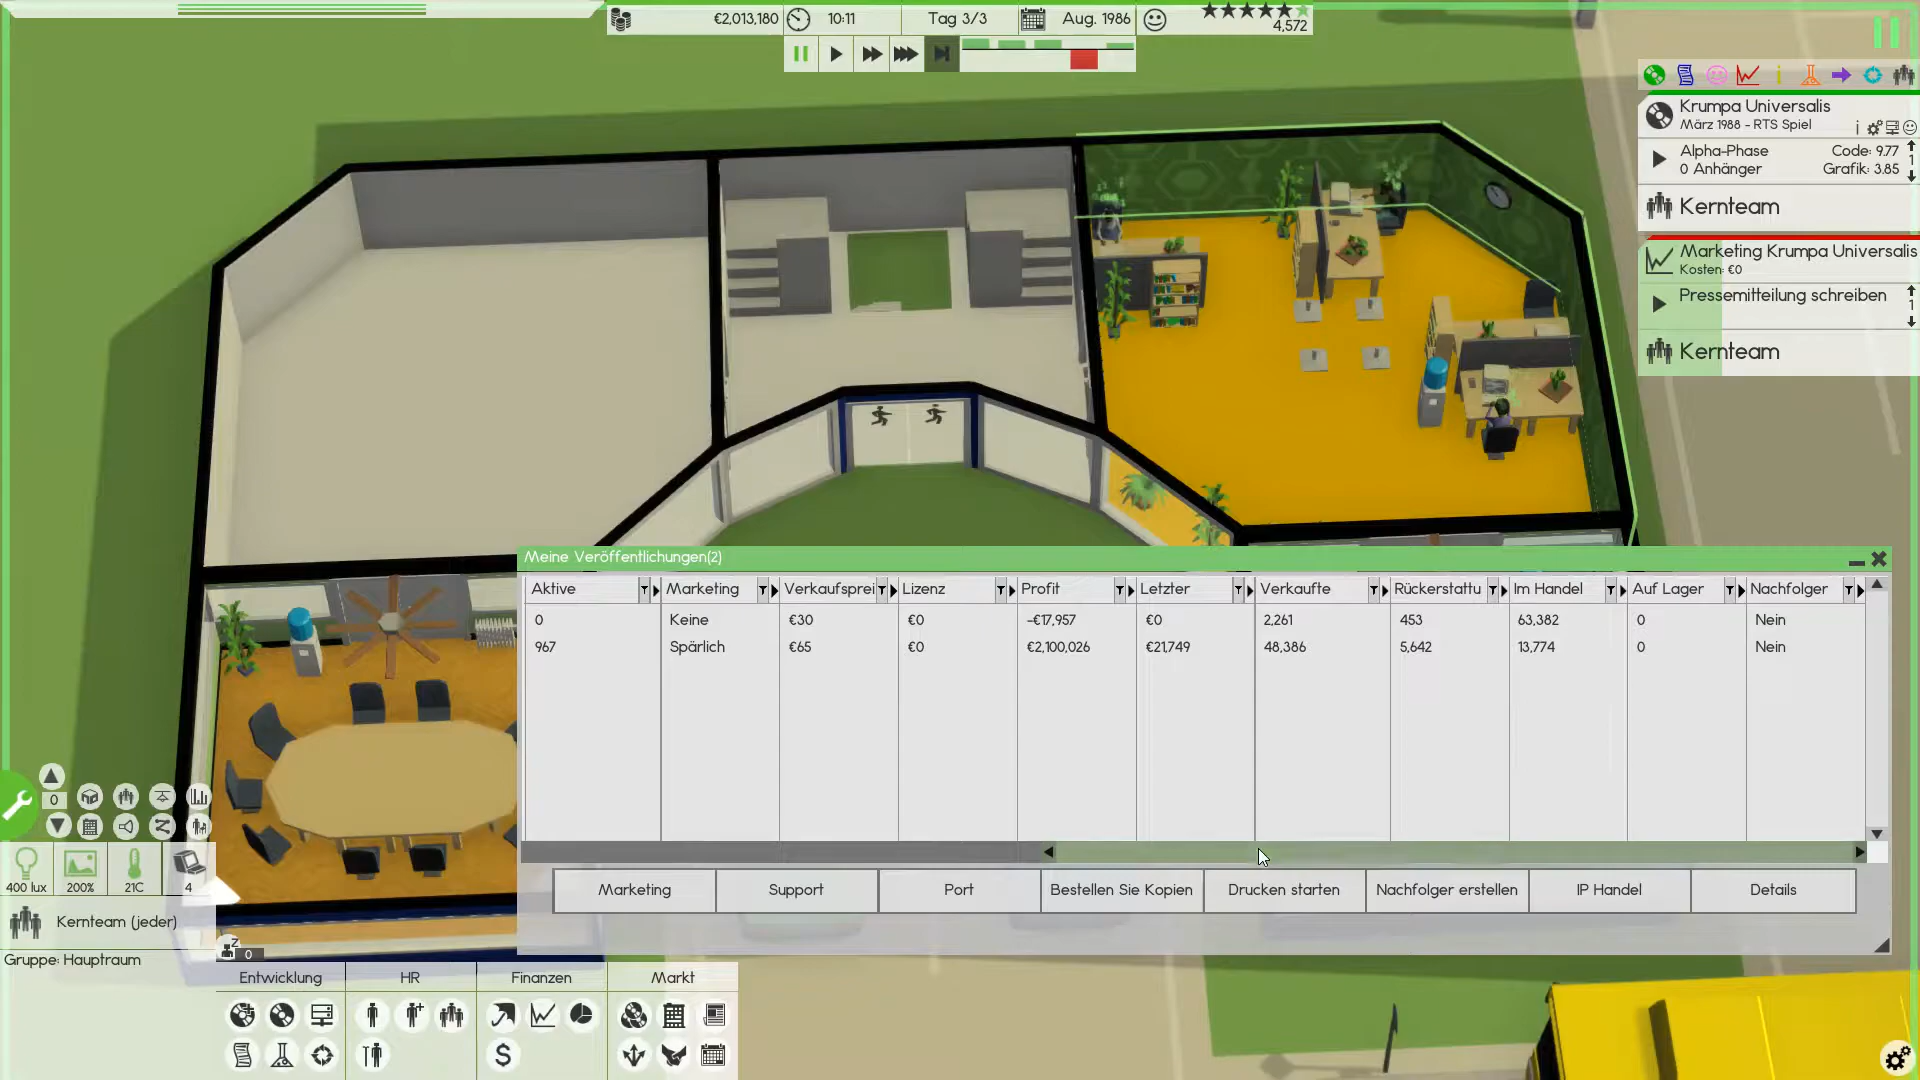 €2,013,180
10:11
Tag 3/3
Aug. 1986
4,572
Krumpa Universalis
März 1988 - RTS Spiel
Alpha-Phase
Code: 9.77
0 Anhänger
Grafik: 3.85
1
Kernteam
Marketing Krumpa Universalis
Kosten: €0
Pressemitteilung schreiben
1
Kernteam
Meine Veröffentlichungen(2)
Aktive Marketing Verkaufsprei Lizenz Profit Letzter Verkaufte Rückerstattu Im Handel Auf Lager Nachfolger
0 Keine €30 €0 -€17,957 €0 2,261 453 63,382 0 Nein
967 Spärlich €65 €0 €2,100,026 €21,749 48,386 5,642 13,774 0 Nein
Marketing Support Port Bestellen Sie Kopien Drucken starten Nachfolger erstellen IP Handel Details
0
400 lux 200% 21C 4
Kernteam (jeder)
Z
0
Gruppe: Hauptraum
Entwicklung HR Finanzen Markt